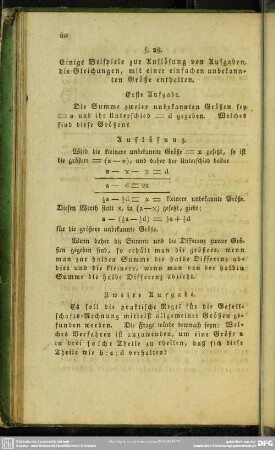 60
§. 28.
Einige Beispiele zur Auflösung von Aufgaben,
die Gleichungen, mit einer einfachen unbekann-
ten Größe enthalten.
Erste Aufgabe.
Die Summe zweier unbekannten Größen sey
= a und ihr Unterschied = d gegeben. Welches
sind diese Größen?
Auflösung.
Wird die kleinere unbekannte Größe = x gesetzt, so ist
die größere = (a − x), und daher der Unterschied beider
a − x − x = d
a − d = 2x
½a − ½d = x = kleinere unbekannte Größe.
Diesen Werth statt x, in (a − x) gesetzt, giebt:
a − (½a − ½d) = ½a + ½d
für die größere unbekannte Größe.
Wenn daher die Summe und die Differenz zweier Grö-
ßen gegeben sind, so erhält man die größere, wenn
man zur halben Summe die halbe Differenz ad-
dirt und die kleinere, wenn man von der halben
Summe die halbe Differenz abzieht.
Zweite Aufgabe.
Es soll die praktische Regel für die Gesell-
schafts-Rechnung mittelst allgemeiner Größen ge-
funden werden. Die Frage würde demnach seyn: Wel-
ches Verfahren ist anzuwenden, um eine Größe a
in drei solche Theile zu theilen, daß sich diese
Theile wie b : c : d verhalten?
DFG